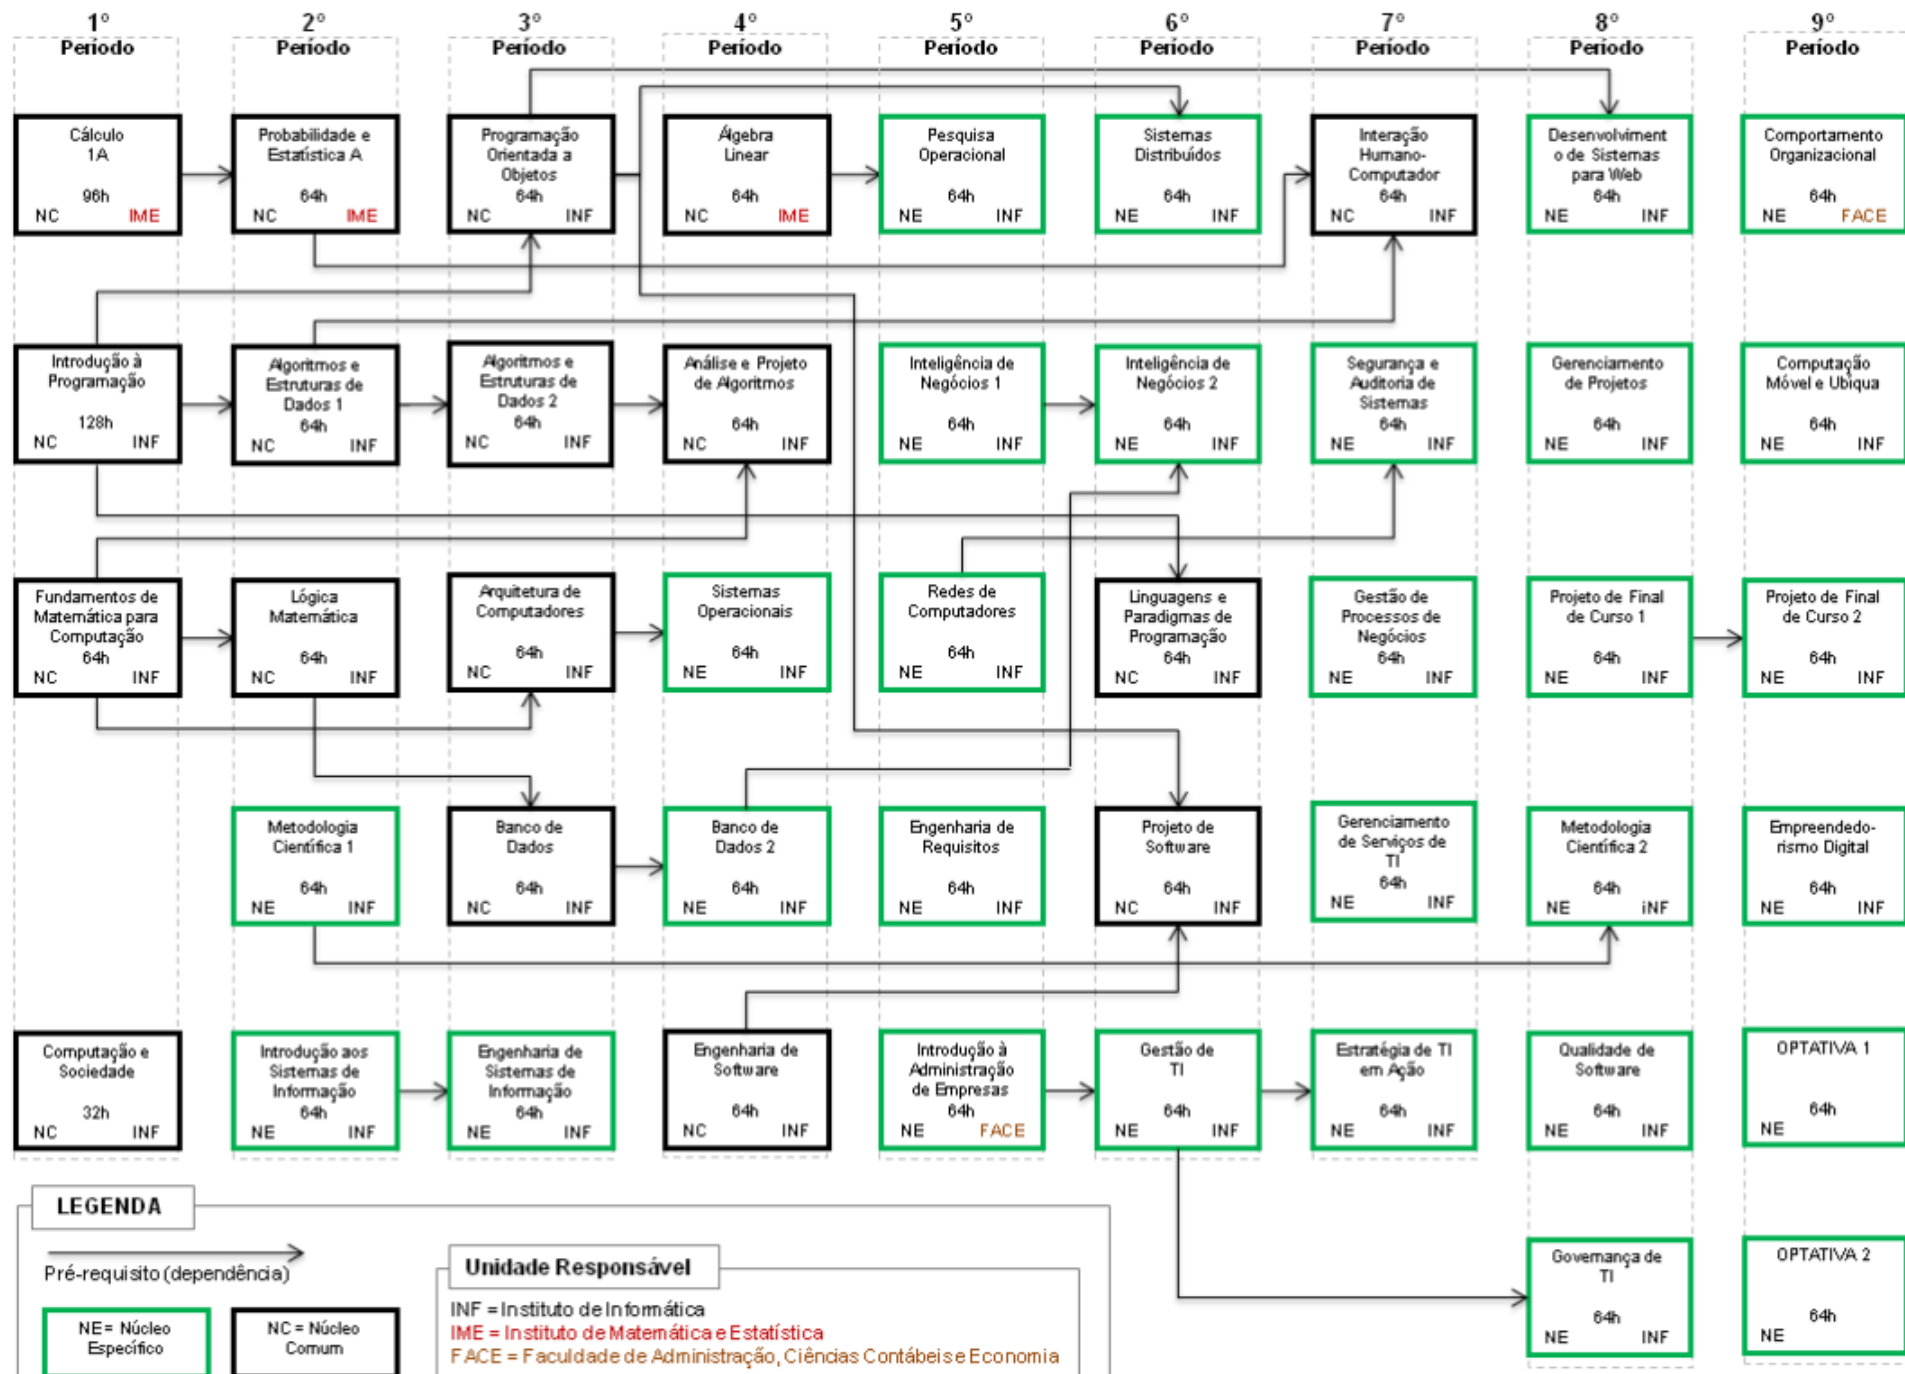 1°
Período
2°
Período
3°
Período
4°
Período
5°
Período
6°
Período
7°
Período
8°
Período
9°
Período
Cálculo
1A
96h
NC IME
Probabilidade e
Estatística A
64h
NC IME
Programação
Orientada a
Objetos
64h
NC INF
Álgebra
Linear
64h
NC IME
Pesquisa
Operacional
64h
NE INF
Sistemas
Distribuídos
64h
NE INF
Interação
Humano-
Computador
64h
NC INF
Desenvolviment
o de Sistemas
para Web
64h
NE INF
Comportamento
Organizacional
64h
NE FACE
Introdução à
Programação
128h
NC INF
Algoritmos e
Estruturas de
Dados 1
64h
NC INF
Algoritmos e
Estruturas de
Dados 2
64h
NC INF
Análise e Projeto
de Algoritmos
64h
NC INF
Inteligência de
Negócios 1
64h
NE INF
Inteligência de
Negócios 2
64h
NE INF
Segurança e
Auditoria de
Sistemas
64h
NE INF
Gerenciamento
de Projetos
64h
NE INF
Computação
Móvel e Ubíqua
64h
NE INF
Fundamentos de
Matemática para
Computação
64h
NC INF
Lógica
Matemática
64h
NC INF
Arquitetura de
Computadores
64h
NC INF
Sistemas
Operacionais
64h
NE INF
Redes de
Computadores
64h
NE INF
Linguagens e
Paradigmas de
Programação
64h
NC INF
Gestão de
Processos de
Negócios
64h
NE INF
Projeto de Final
de Curso 1
64h
NE INF
Projeto de Final
de Curso 2
64h
NE INF
Metodologia
Científica 1
64h
NE INF
Banco de
Dados
64h
NC INF
Banco de
Dados 2
64h
NE INF
Engenharia de
Requisitos
64h
NE INF
Projeto de
Software
64h
NC INF
Gerenciamento
de Serviços de
TI
64h
NE INF
Metodologia
Científica 2
64h
NE iNF
Empreendedo-
rismo Digital
64h
NE INF
Computação e
Sociedade
32h
NC INF
Introdução aos
Sistemas de
Informação
64h
NE INF
Engenharia de
Sistemas de
Informação
64h
NE INF
Engenharia de
Software
64h
NC INF
Introdução à
Administração
de Empresas
64h
NE FACE
Gestão de
TI
64h
NE INF
Estratégia de TI
em Ação
64h
NE INF
Qualidade de
Software
64h
NE INF
OPTATIVA 1
64h
NE
Governança de
TI
64h
NE INF
OPTATIVA 2
64h
NE
LEGENDA
Pré-requisito (dependência)
NE = Núcleo
Específico
NC = Núcleo
Comum
Unidade Responsável
INF = Instituto de Informática
IME = Instituto de Matemática e Estatística
FACE = Faculdade de Administração, Ciências Contábeis e Economia